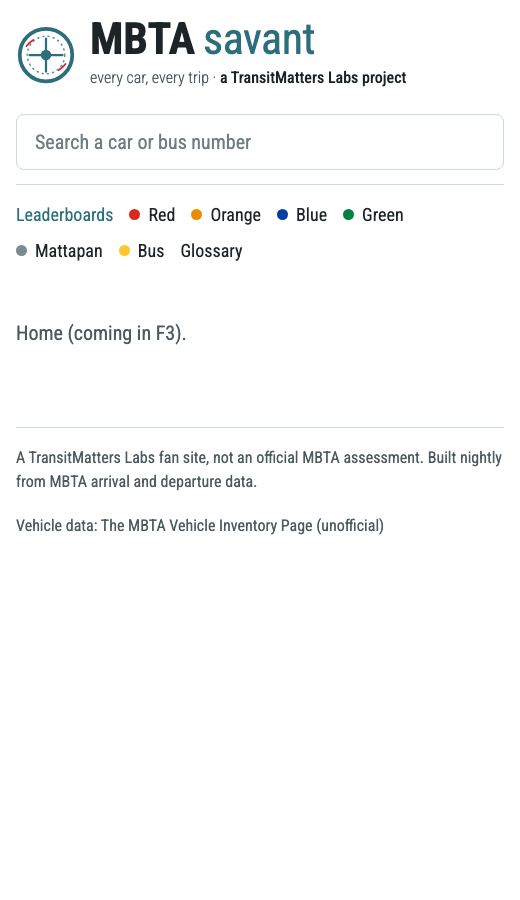 MBTA savant
every car, every trip · a TransitMatters Labs project
Search a car or bus number
Leaderboards Red Orange Blue Green
Mattapan Bus Glossary
Home (coming in F3).
A TransitMatters Labs fan site, not an official MBTA assessment. Built nightly
from MBTA arrival and departure data.
Vehicle data: The MBTA Vehicle Inventory Page (unofficial)